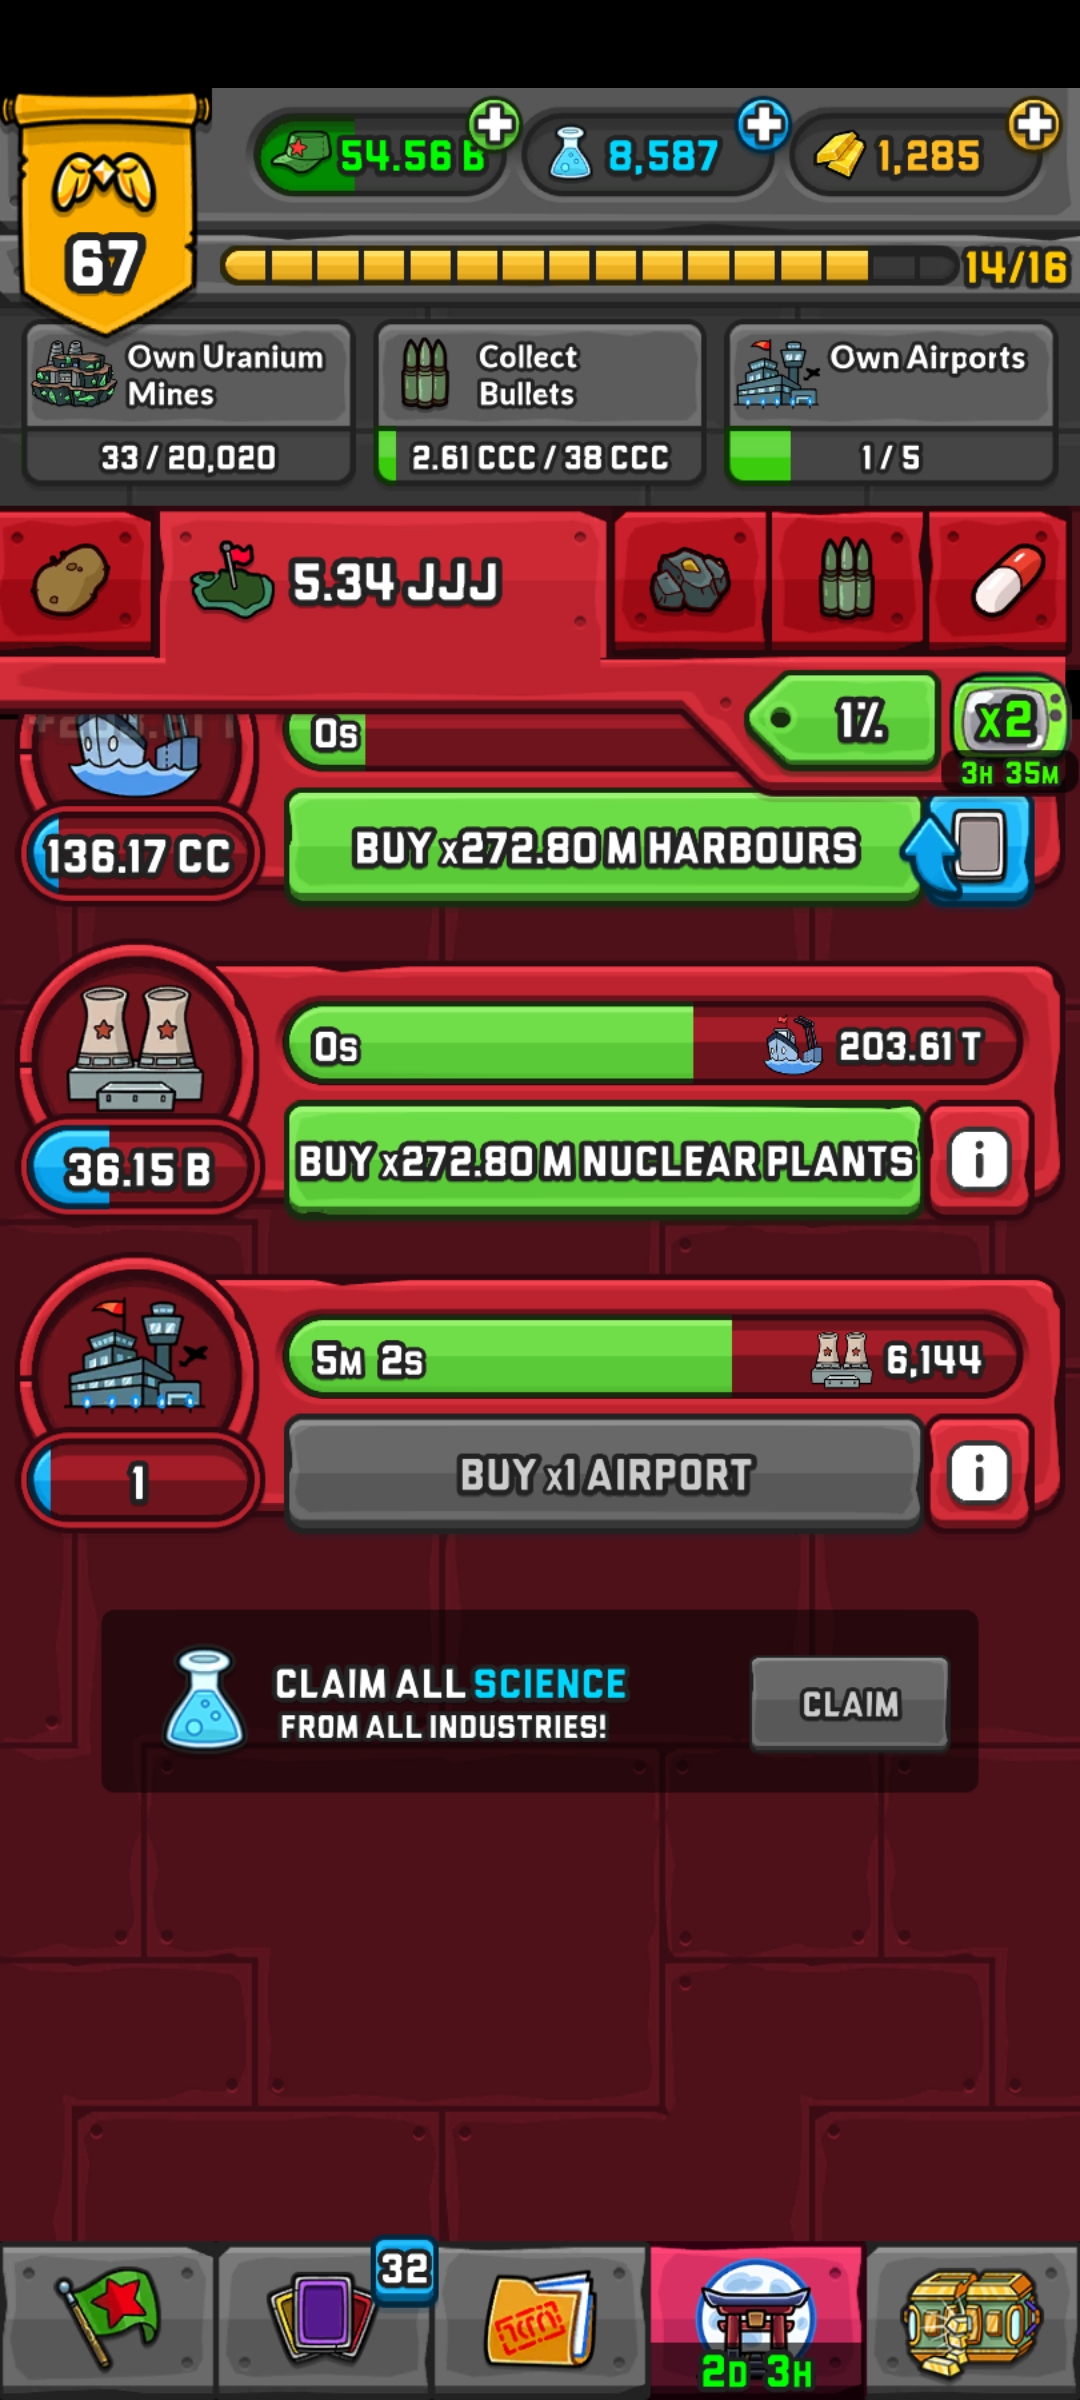 54.56 B
8,587
1,285
67
14/16
Own Uranium
Mines
33 / 20,020
Collect
Bullets
2.61 CCC / 38 CCC
Own Airports
1 / 5
5.34 JJJ
1%
x2
3H 35M
0s
136.17 CC
BUY x272.80 M HARBOURS
0s
203.61 T
36.15 B
BUY x272.80 M NUCLEAR PLANTS
i
5M 2s
6,144
1
BUY x1 AIRPORT
i
CLAIM ALL SCIENCE
FROM ALL INDUSTRIES!
CLAIM
32
2D 3H